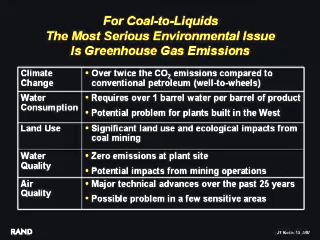 For Coal-to-Liquids
The Most Serious Environmental Issue
Is Greenhouse Gas Emissions
Climate Change
• Over twice the CO2 emissions compared to
conventional petroleum (well-to-wheels)
Water Consumption
• Requires over 1 barrel water per barrel of product
• Potential problem for plants built in the West
Land Use
• Significant land use and ecological impacts from
coal mining
Water Quality
• Zero emissions at plant site
• Potential impacts from mining operations
Air Quality
• Major technical advances over the past 25 years
• Possible problem in a few sensitive areas
RAND